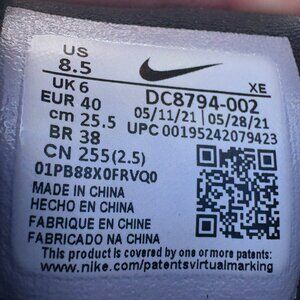 US
8.5
UK 6
EUR 40
cm 25.5
BR 38
CN 255(2.5)
XE
DC8794-002
05/11/21 05/28/21
UPC 00195242079423
01PB88X0FRVQ0
MADE IN CHINA
HECHO EN CHINA
FABRIQUE EN CHINE
FABRICADO NA CHINA
This product is covered by one or more patents:
www.nike.com/patentsvirtualmarking